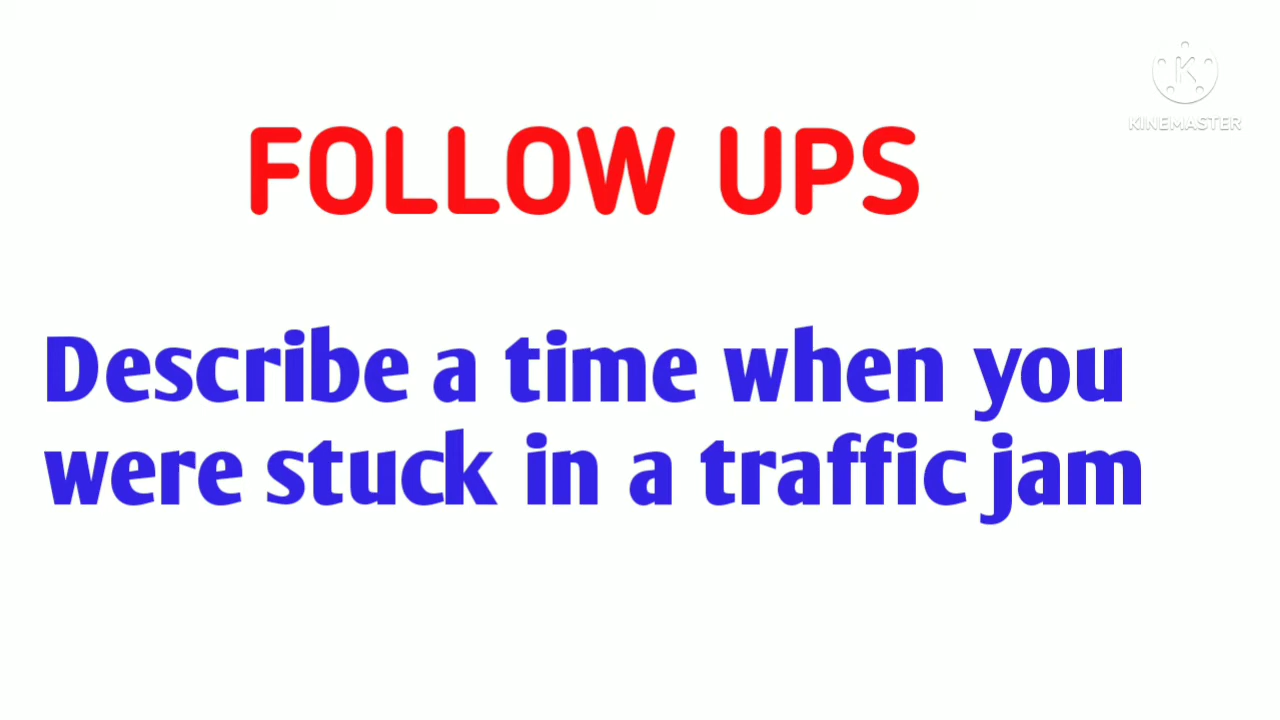 KINEMASTER
FOLLOW UPS
Describe a time when you
were stuck in a traffic jam